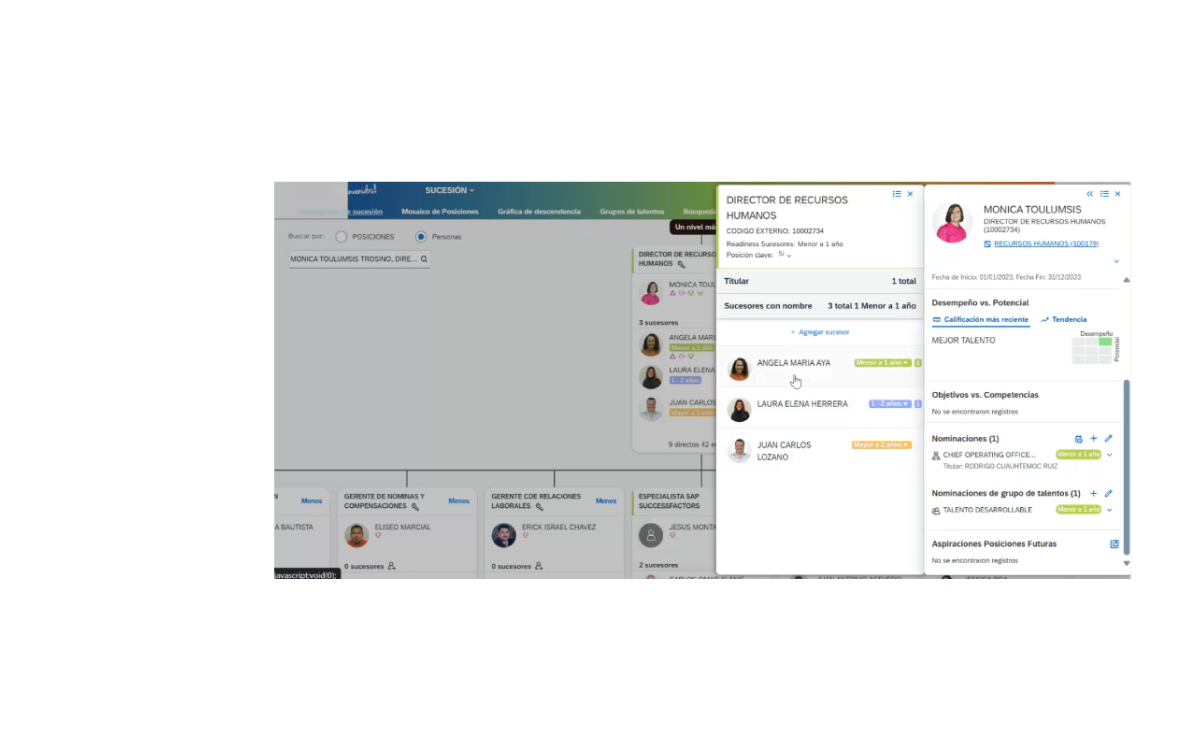 SUCESIÓN
sucesión
Mosaico de Posiciones
Gráfica de descendencia
Grupos de talentos
Buscar por:
POSICIONES
Personas
MONICA TOULUMSIS TROSINO, DIRE...
Un nivel má
DIRECTOR DE RECURSO
HUMANOS
MONICA TOUL
3 sucesores
ANGELA MARI
Menor a 1 año
LAURA ELENA
1 - 2 años
JUAN CARLOS
Mayor a 2 años
9 directos 42 e
Menos
A BAUTISTA
GERENTE DE NOMINAS Y
COMPENSACIONES
Menos
ELISEO MARCIAL
0 sucesores
GERENTE CDE RELACIONES
LABORALES
Menos
ERICK ISRAEL CHAVEZ
0 sucesores
ESPECIALISTA SAP
SUCCESSFACTORS
JESUS MONTA
2 sucesores
javascript:void(0);
DIRECTOR DE RECURSOS
HUMANOS
CODIGO EXTERNO: 10002734
Readiness Sucesores: Menor a 1 año
Posición clave: Sí
Titular 1 total
Sucesores con nombre 3 total 1 Menor a 1 año
+ Agregar sucesor
ANGELA MARIA AYA Menor a 1 año 1
LAURA ELENA HERRERA 1 - 2 años
JUAN CARLOS
LOZANO
Mayor a 2 años
MONICA TOULUMSIS
DIRECTOR DE RECURSOS HUMANOS
(10002734)
RECURSOS HUMANOS (100179)
Fecha de Inicio: 01/01/2023, Fecha Fin: 31/12/2023
Desempeño vs. Potencial
Calificación más reciente
Tendencia
MEJOR TALENTO
Desempeño
Potencial
Objetivos vs. Competencias
No se encontraron registros
Nominaciones (1)
CHIEF OPERATING OFFICE... Menor a 1 año
Titular: RODRIGO CUAUHTEMOC RUIZ
Nominaciones de grupo de talentos (1)
TALENTO DESARROLLABLE Menor a 1 año
Aspiraciones Posiciones Futuras
No se encontraron registros